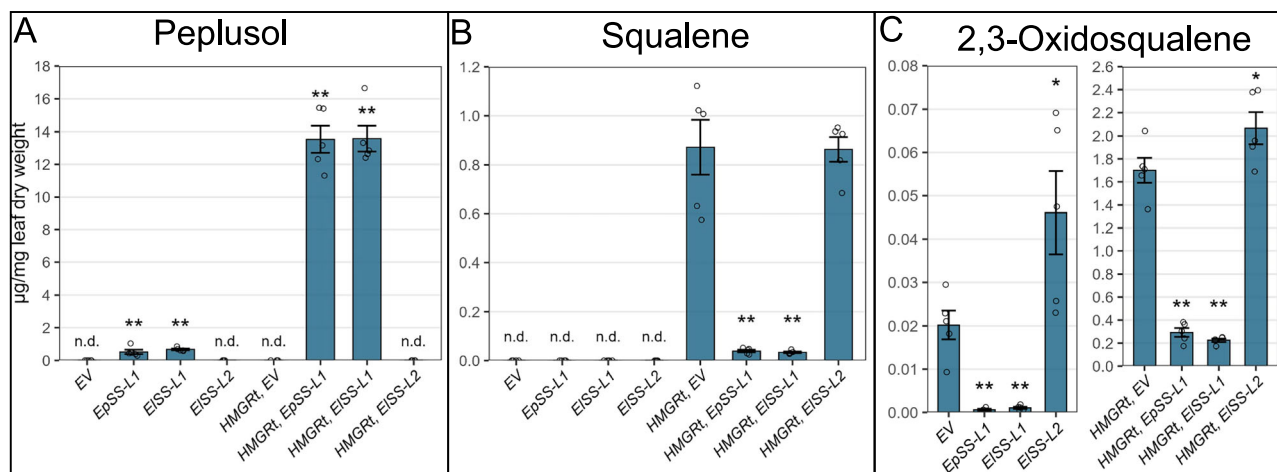 A Peplusol
µg/mg leaf dry weight
18
16
14
12
10
8
6
4
2
0
n.d.
**
**
n.d.
n.d.
**
**
n.d.
EV
EpSS-L1
ElSS-L1
ElSS-L2
HMGRt, EV
HMGRt, EpSS-L1
HMGRt, ElSS-L1
HMGRt, ElSS-L2
B Squalene
1.2
1.0
0.8
0.6
0.4
0.2
0.0
n.d.
n.d.
n.d.
n.d.
**
**
EV
EpSS-L1
ElSS-L1
ElSS-L2
HMGRt, EV
HMGRt, EpSS-L1
HMGRt, ElSS-L1
HMGRt, ElSS-L2
C 2,3-Oxidosqualene
0.08
0.07
0.06
0.05
0.04
0.03
0.02
0.01
0.00
**
**
*
EV
EpSS-L1
ElSS-L1
ElSS-L2
2.6
2.4
2.2
2.0
1.8
1.6
1.4
1.2
1.0
0.8
0.6
0.4
0.2
0.0
**
**
*
HMGRt, EV
HMGRt, EpSS-L1
HMGRt, ElSS-L1
HMGRt, ElSS-L2